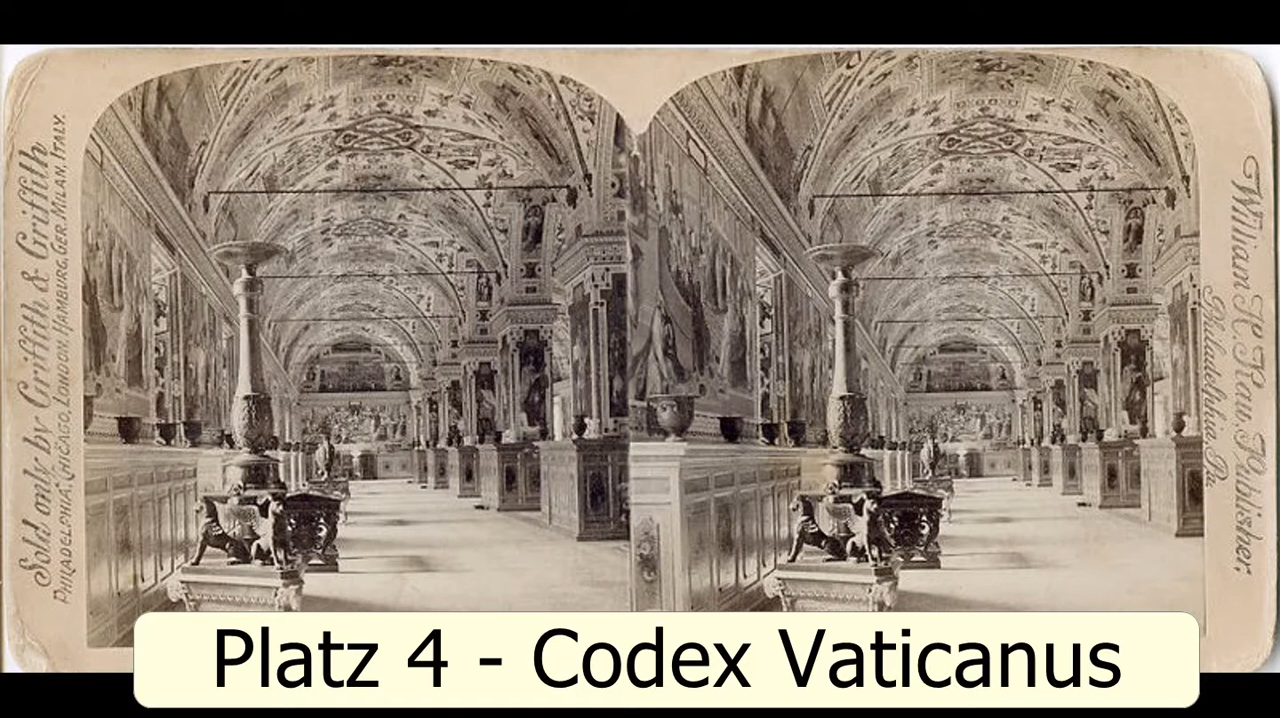 Sold only by Griffith & Griffith
PHILADELPHIA, CHICAGO, LONDON, HAMBURG, GER. MILAN, ITALY.
William H. Rau, Publisher,
Philadelphia, Pa
Platz 4 - Codex Vaticanus